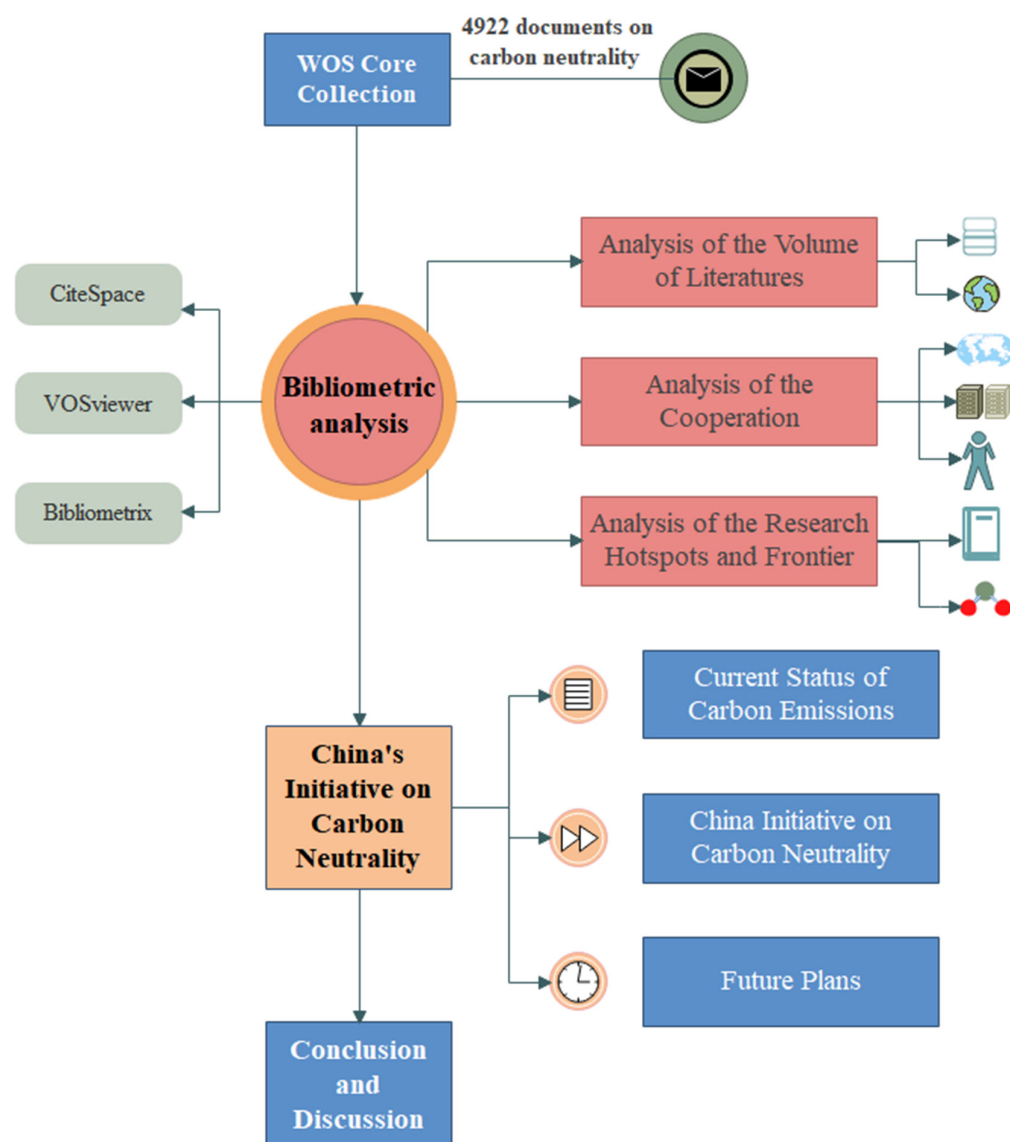 4922 documents on
carbon neutrality
WOS Core
Collection
Analysis of the Volume
of Literatures
CiteSpace
VOSviewer
Bibliometrix
Bibliometric
analysis
Analysis of the
Cooperation
Analysis of the Research
Hotspots and Frontier
China's
Initiative on
Carbon
Neutrality
Current Status of
Carbon Emissions
China Initiative on
Carbon Neutrality
Future Plans
Conclusion
and
Discussion